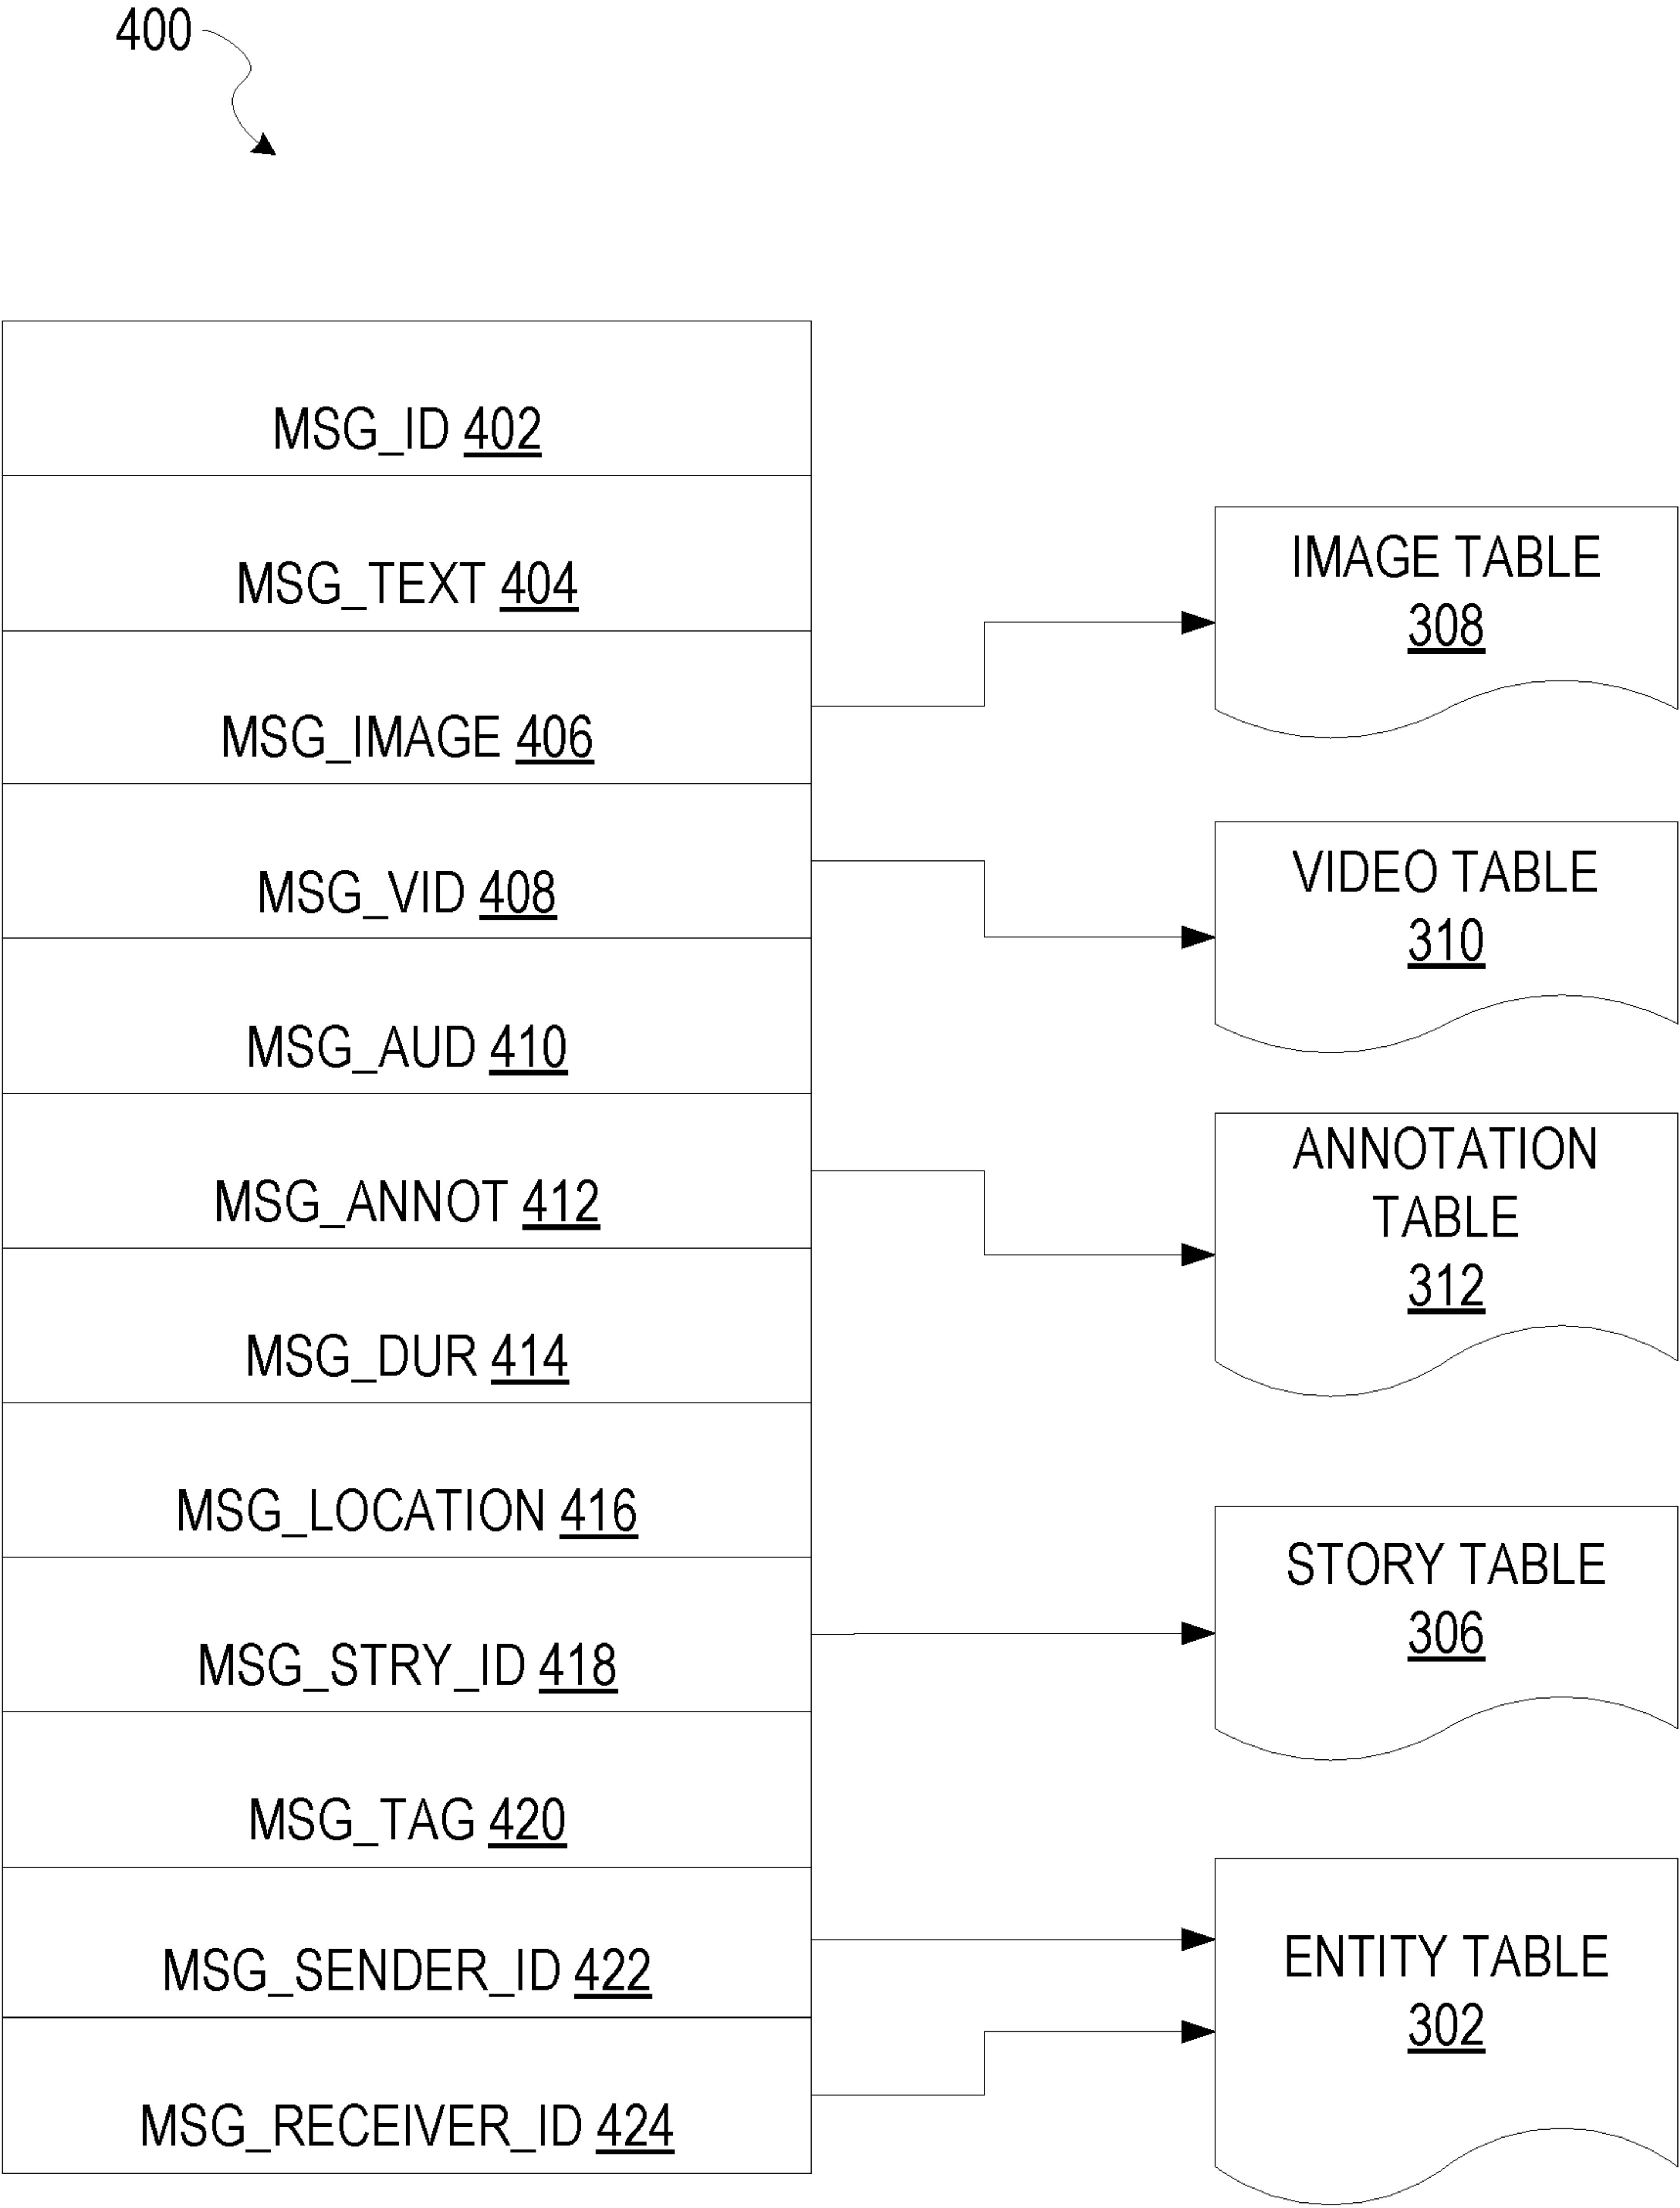 400
MSG_ID 402
MSG_TEXT 404
MSG_IMAGE 406
MSG_VID 408
MSG_AUD 410
MSG_ANNOT 412
MSG_DUR 414
MSG_LOCATION 416
MSG_STRY_ID 418
MSG_TAG 420
MSG_SENDER_ID 422
MSG_RECEIVER_ID 424
IMAGE TABLE
308
VIDEO TABLE
310
ANNOTATION
TABLE
312
STORY TABLE
306
ENTITY TABLE
302